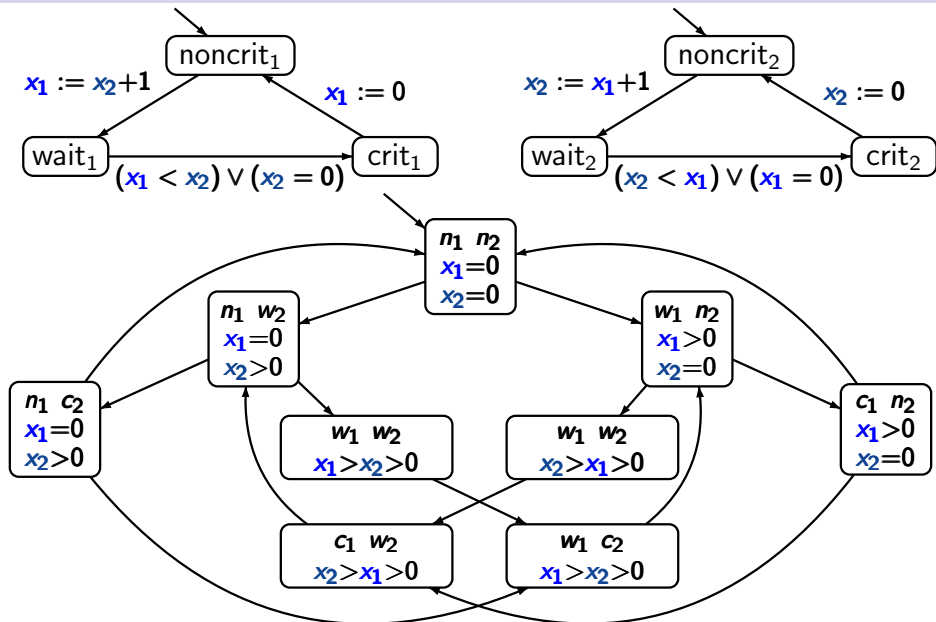 noncrit₁
x₁ := x₂+1
x₁ := 0
wait₁
crit₁
(x₁ < x₂) ∨ (x₂ = 0)
noncrit₂
x₂ := x₁+1
x₂ := 0
wait₂
crit₂
(x₂ < x₁) ∨ (x₁ = 0)
n₁ n₂
x₁=0
x₂=0
n₁ w₂
x₁=0
x₂>0
w₁ n₂
x₁>0
x₂=0
n₁ c₂
x₁=0
x₂>0
w₁ w₂
x₁>x₂>0
w₁ w₂
x₂>x₁>0
c₁ n₂
x₁>0
x₂=0
c₁ w₂
x₂>x₁>0
w₁ c₂
x₁>x₂>0